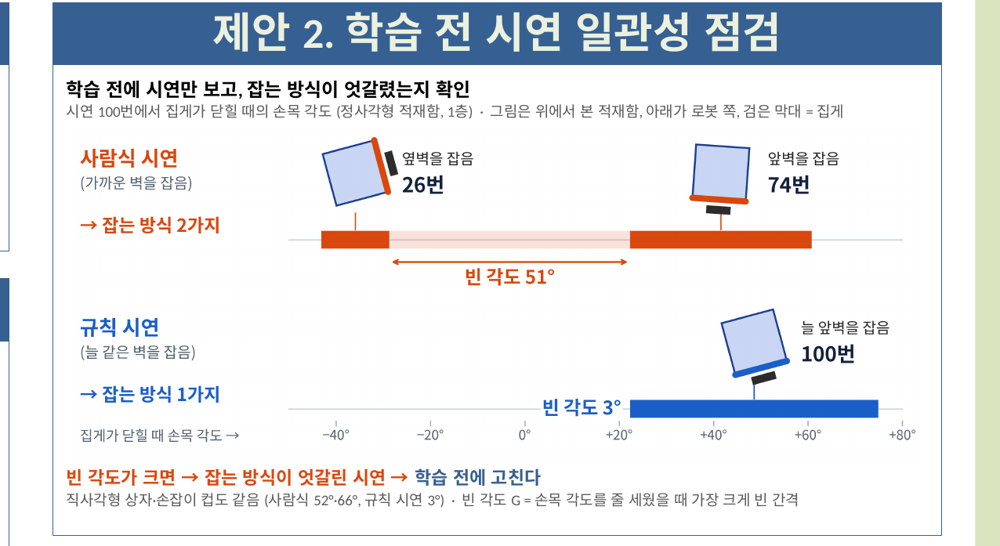 제안 2. 학습 전 시연 일관성 점검
학습 전에 시연만 보고, 잡는 방식이 엇갈렸는지 확인
시연 100번에서 집게가 닫힐 때의 손목 각도 (정사각형 적재함, 1층) · 그림은 위에서 본 적재함, 아래가 로봇 쪽, 검은 막대 = 집게
사람식 시연
(가까운 벽을 잡음)
→ 잡는 방식 2가지
옆벽을 잡음
26번
앞벽을 잡음
74번
빈 각도 51°
규칙 시연
(늘 같은 벽을 잡음)
→ 잡는 방식 1가지
늘 앞벽을 잡음
100번
빈 각도 3°
집게가 닫힐 때 손목 각도 →
−40° −20° 0° +20° +40° +60° +80°
빈 각도가 크면 → 잡는 방식이 엇갈린 시연 → 학습 전에 고친다
직사각형 상자·손잡이 컵도 같음 (사람식 52°·66°, 규칙 시연 3°) · 빈 각도 G = 손목 각도를 줄 세웠을 때 가장 크게 빈 간격